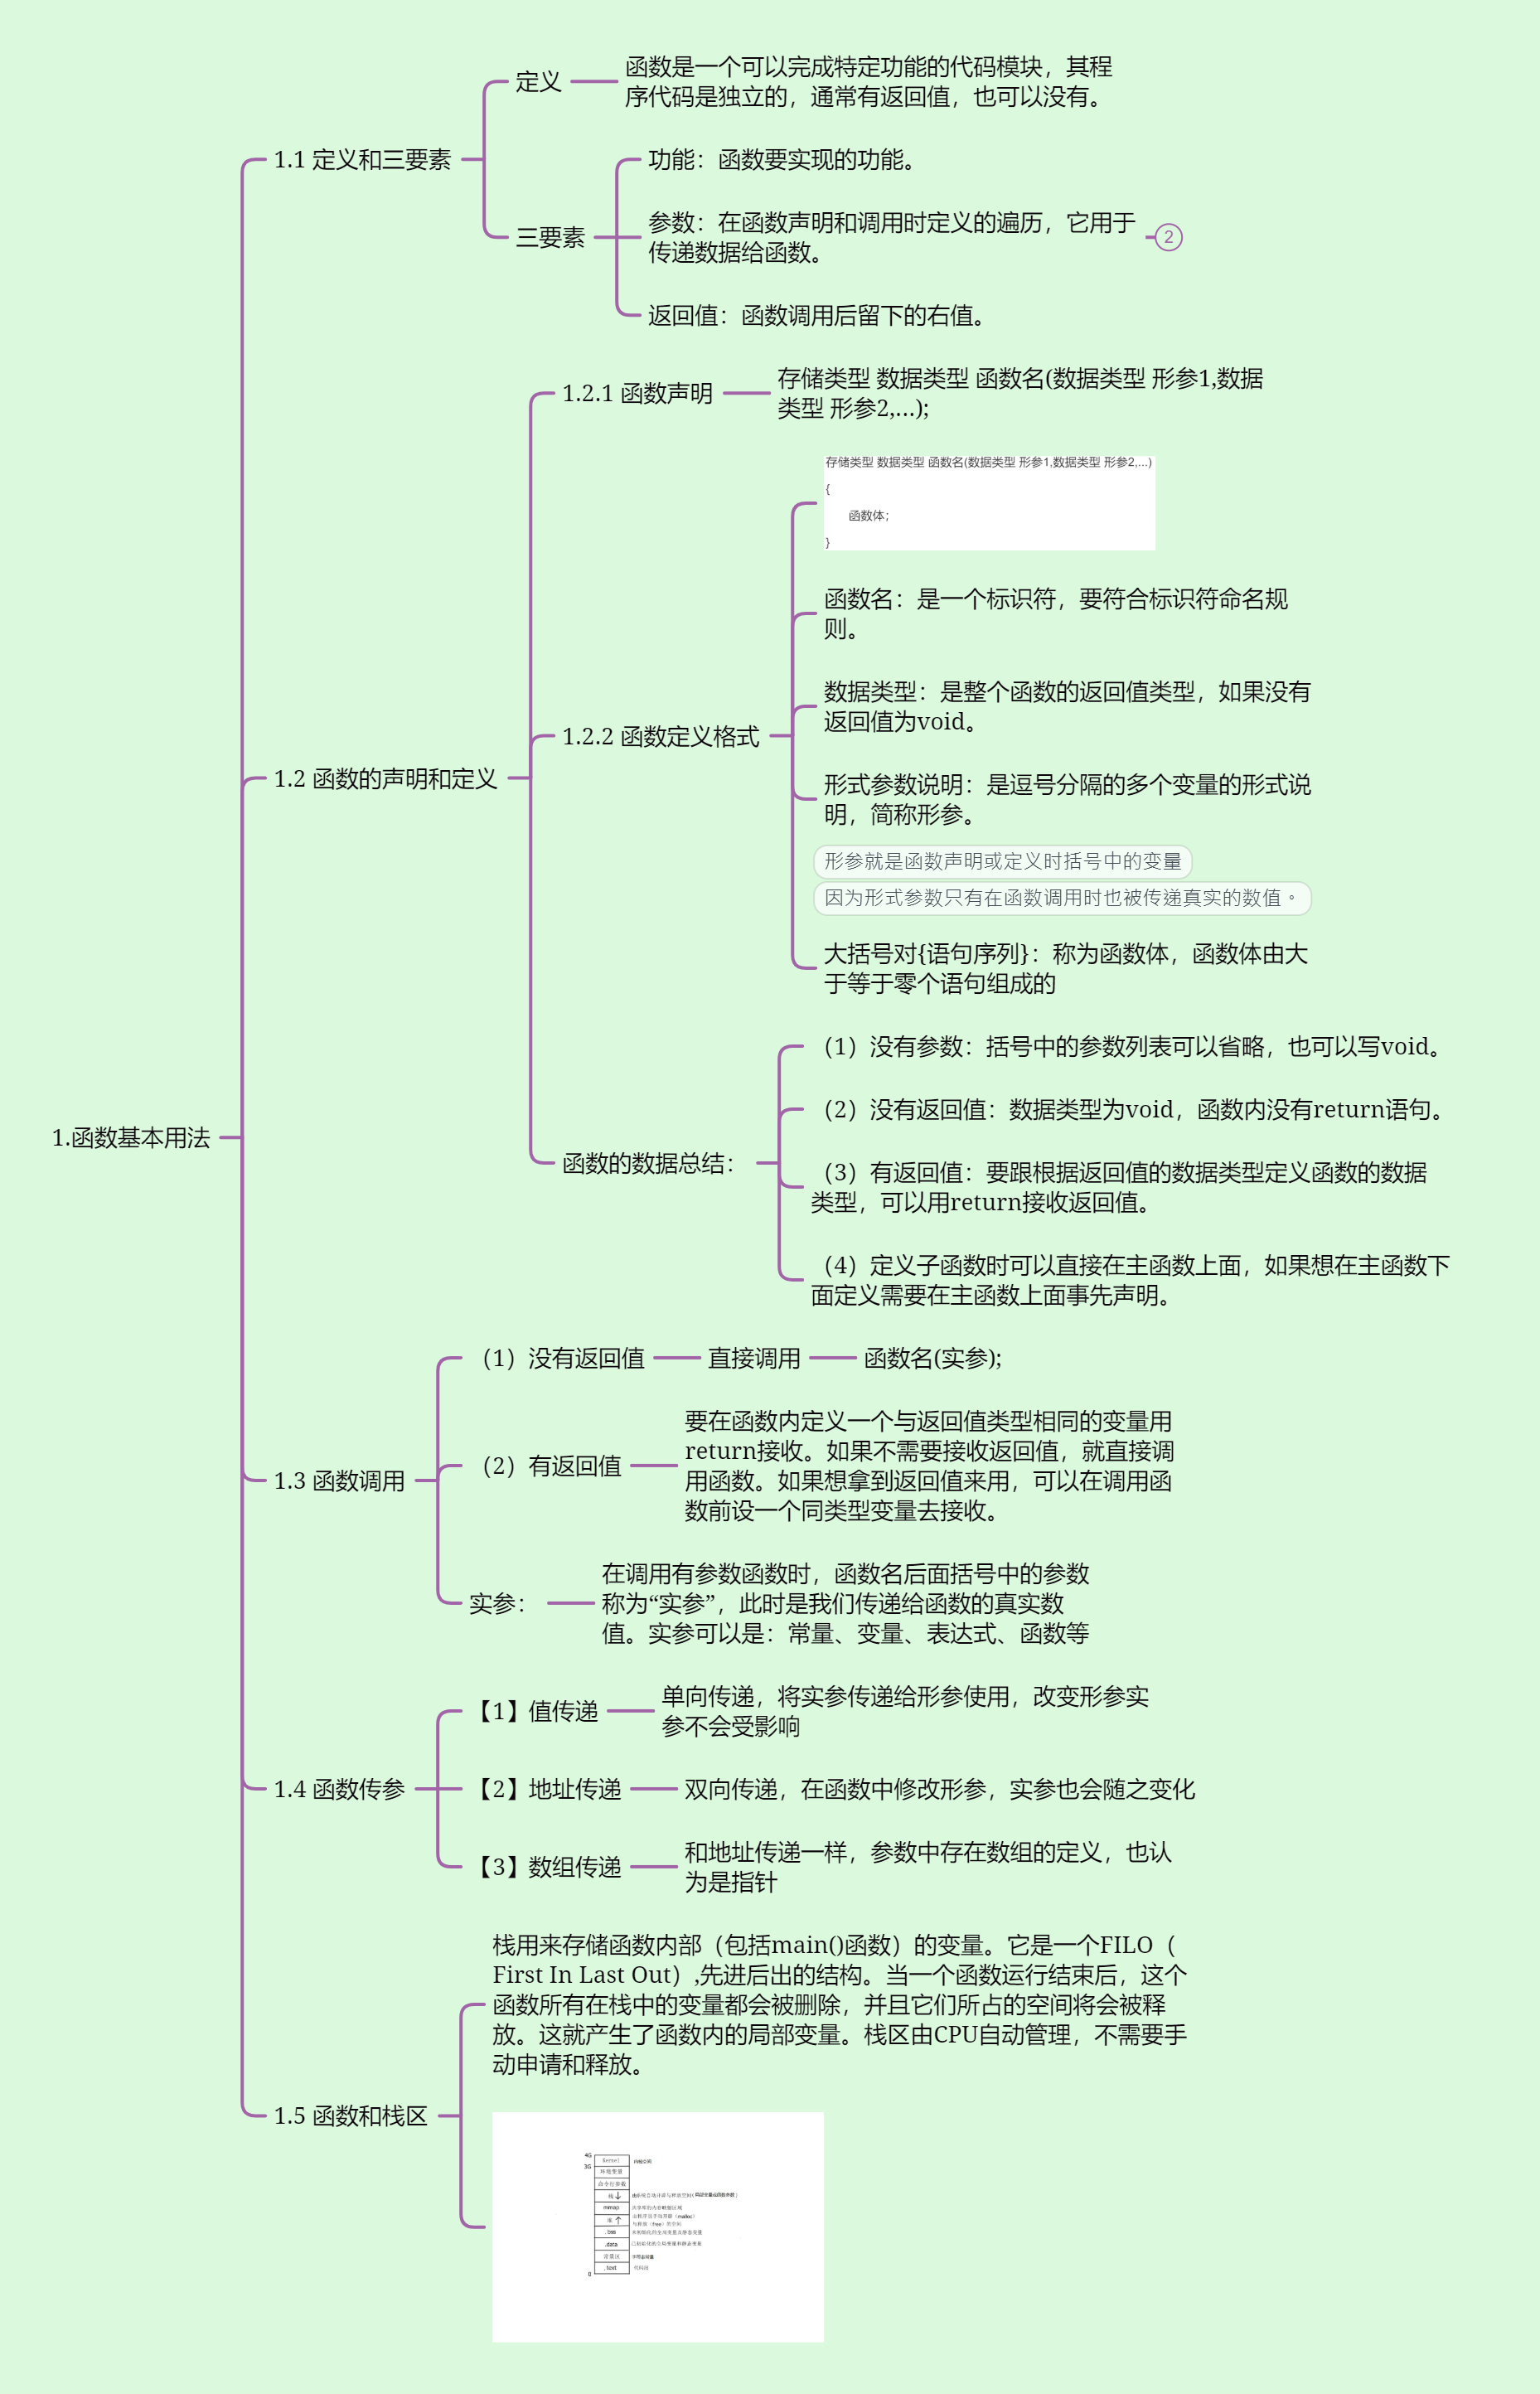 1.函数基本用法
1.1 定义和三要素
定义
函数是一个可以完成特定功能的代码模块，其程
序代码是独立的，通常有返回值，也可以没有。
三要素
功能：函数要实现的功能。
参数：在函数声明和调用时定义的遍历，它用于
传递数据给函数。
2
返回值：函数调用后留下的右值。
1.2 函数的声明和定义
1.2.1 函数声明
存储类型 数据类型 函数名(数据类型 形参1,数据
类型 形参2,...);
1.2.2 函数定义格式
存储类型 数据类型 函数名(数据类型 形参1,数据类型 形参2,...)
{
函数体;
}
函数名：是一个标识符，要符合标识符命名规
则。
数据类型：是整个函数的返回值类型，如果没有
返回值为void。
形式参数说明：是逗号分隔的多个变量的形式说
明，简称形参。
形参就是函数声明或定义时括号中的变量
因为形式参数只有在函数调用时也被传递真实的数值。
大括号对{语句序列}：称为函数体，函数体由大
于等于零个语句组成的
函数的数据总结：
（1）没有参数：括号中的参数列表可以省略，也可以写void。
（2）没有返回值：数据类型为void，函数内没有return语句。
（3）有返回值：要跟根据返回值的数据类型定义函数的数据
类型，可以用return接收返回值。
（4）定义子函数时可以直接在主函数上面，如果想在主函数下
面定义需要在主函数上面事先声明。
1.3 函数调用
（1）没有返回值
直接调用
函数名(实参);
（2）有返回值
要在函数内定义一个与返回值类型相同的变量用
return接收。如果不需要接收返回值，就直接调
用函数。如果想拿到返回值来用，可以在调用函
数前设一个同类型变量去接收。
实参：
在调用有参数函数时，函数名后面括号中的参数
称为“实参”，此时是我们传递给函数的真实数
值。实参可以是：常量、变量、表达式、函数等
1.4 函数传参
【1】值传递
单向传递，将实参传递给形参使用，改变形参实
参不会受影响
【2】地址传递
双向传递，在函数中修改形参，实参也会随之变化
【3】数组传递
和地址传递一样，参数中存在数组的定义，也认
为是指针
1.5 函数和栈区
栈用来存储函数内部（包括main()函数）的变量。它是一个FILO（
First In Last Out）,先进后出的结构。当一个函数运行结束后，这个
函数所有在栈中的变量都会被删除，并且它们所占的空间将会被释
放。这就产生了函数内的局部变量。栈区由CPU自动管理，不需要手
动申请和释放。
4G
kernel
内核空间
3G
环境变量
命令行参数
栈
mmap
堆
.bss
.data
常量区
.text
代码段
0